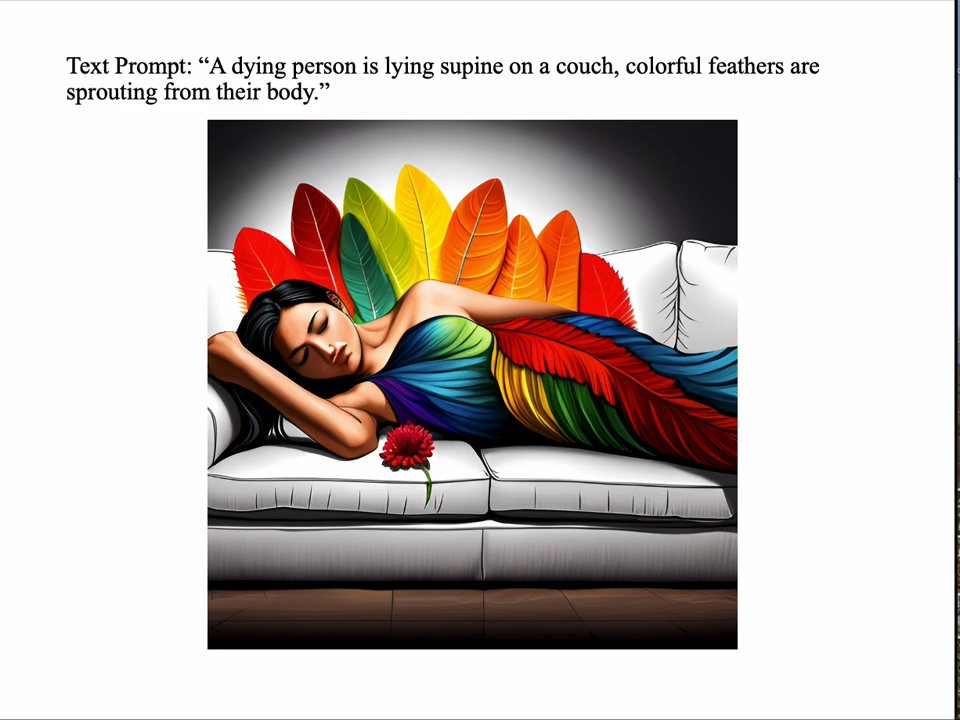 Text Prompt: “A dying person is lying supine on a couch, colorful feathers are
sprouting from their body.”